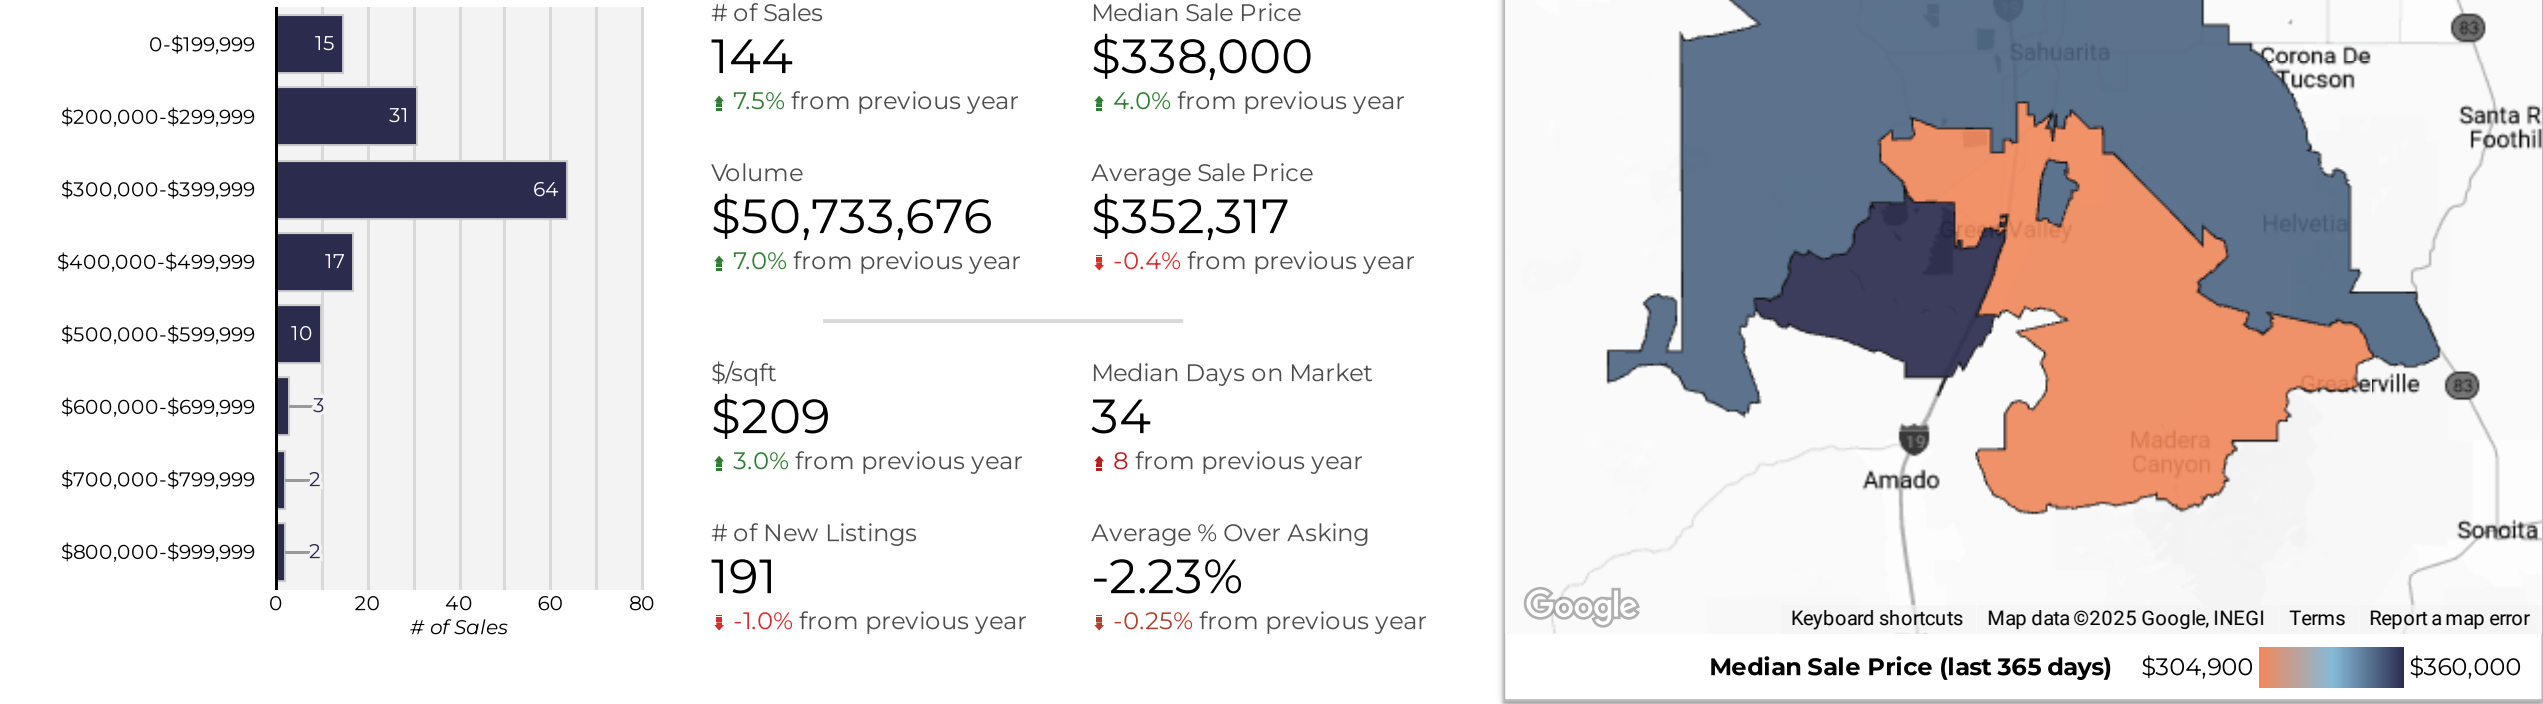 0-$199,999
15
$200,000-$299,999
31
$300,000-$399,999
64
$400,000-$499,999
17
$500,000-$599,999
10
$600,000-$699,999
3
$700,000-$799,999
2
$800,000-$999,999
2
0 20 40 60 80
# of Sales
# of Sales
144
7.5% from previous year
Median Sale Price
$338,000
4.0% from previous year
Volume
$50,733,676
7.0% from previous year
Average Sale Price
$352,317
-0.4% from previous year
$/sqft
$209
3.0% from previous year
Median Days on Market
34
8 from previous year
# of New Listings
191
-1.0% from previous year
Average % Over Asking
-2.23%
-0.25% from previous year
83
Sahuarita
Corona De
Tucson
Santa R
Foothil
Helvetia
Green Valley
Greaterville
83
Madera
Canyon
19
Amado
Sonoita
Google
Keyboard shortcuts Map data ©2025 Google, INEGI Terms Report a map error
Median Sale Price (last 365 days) $304,900 $360,000